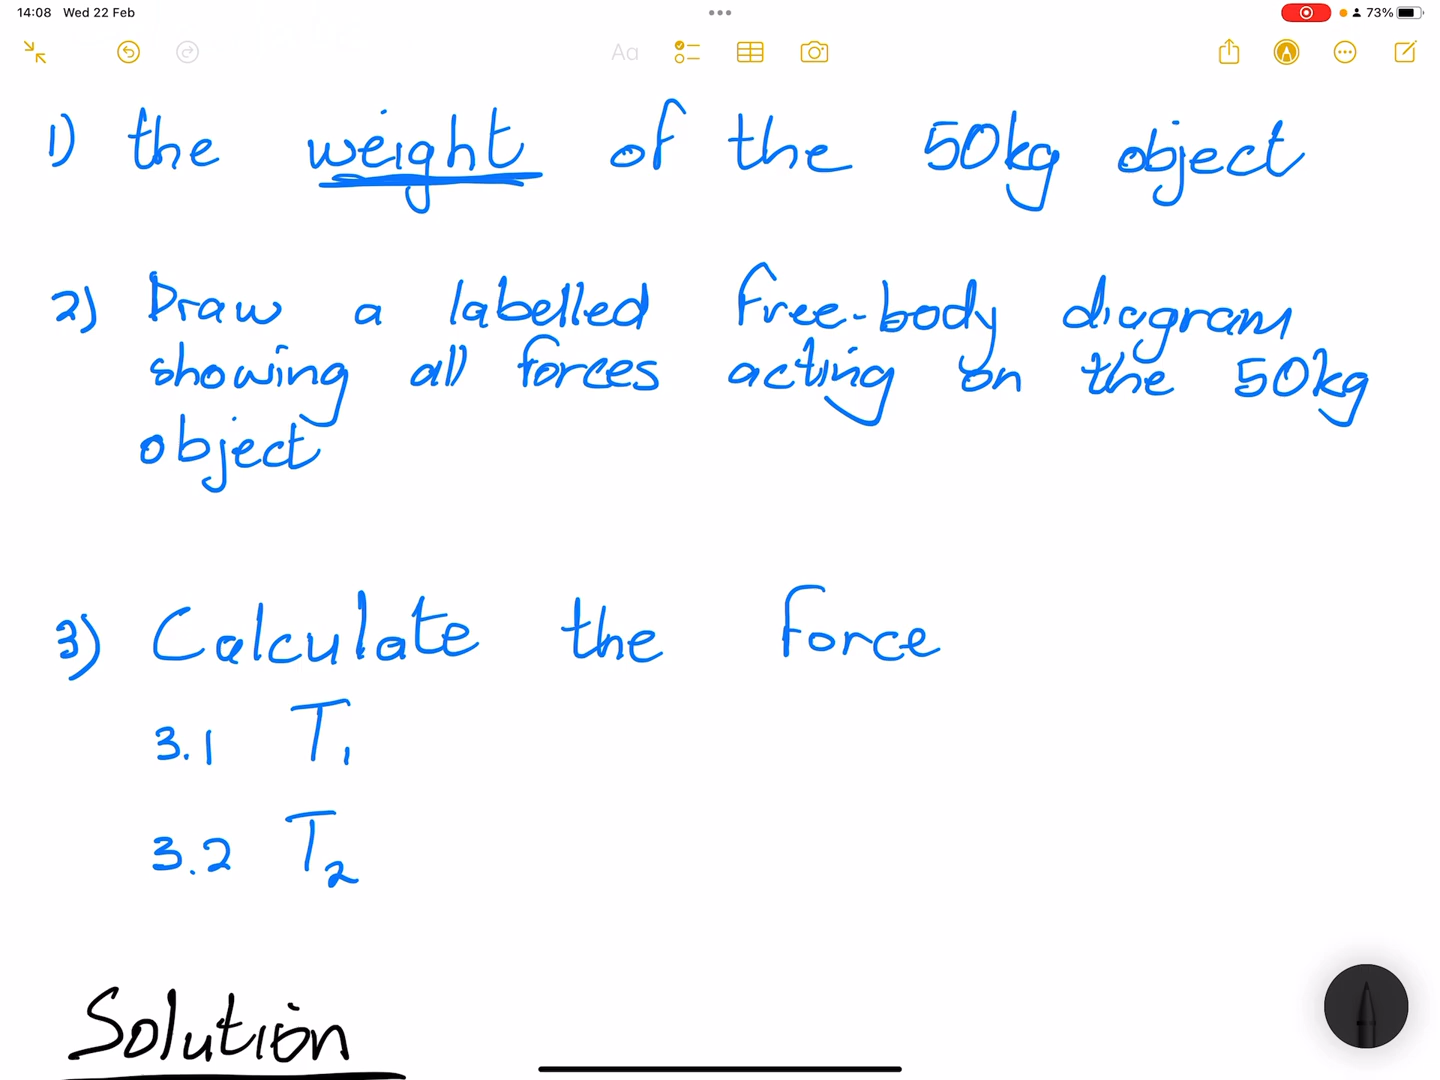 14:08 Wed 22 Feb
73%
Aa
1) the weight of the 50kg object
2) Draw a labelled free-body diagram
showing all forces acting on the 50kg
object
3) Calculate the force
3.1 T₁
3.2 T₂
Solution